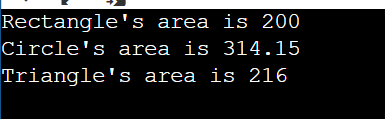 Rectangle's area is 200
Circle's area is 314.15
Triangle's area is 216